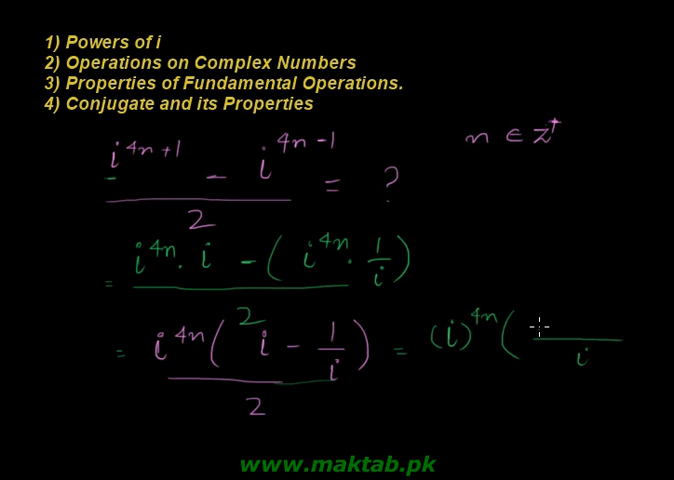 1) Powers of i
2) Operations on Complex Numbers
3) Properties of Fundamental Operations.
4) Conjugate and its Properties
(i^{4n+1} - i^{4n-1}) / 2 = ? n ∈ z^+
= (i^{4n} . i - (i^{4n} . 1/i)) / 2
= i^{4n}(i - 1/i) / 2 = (i)^{4n}( / i
www.maktab.pk